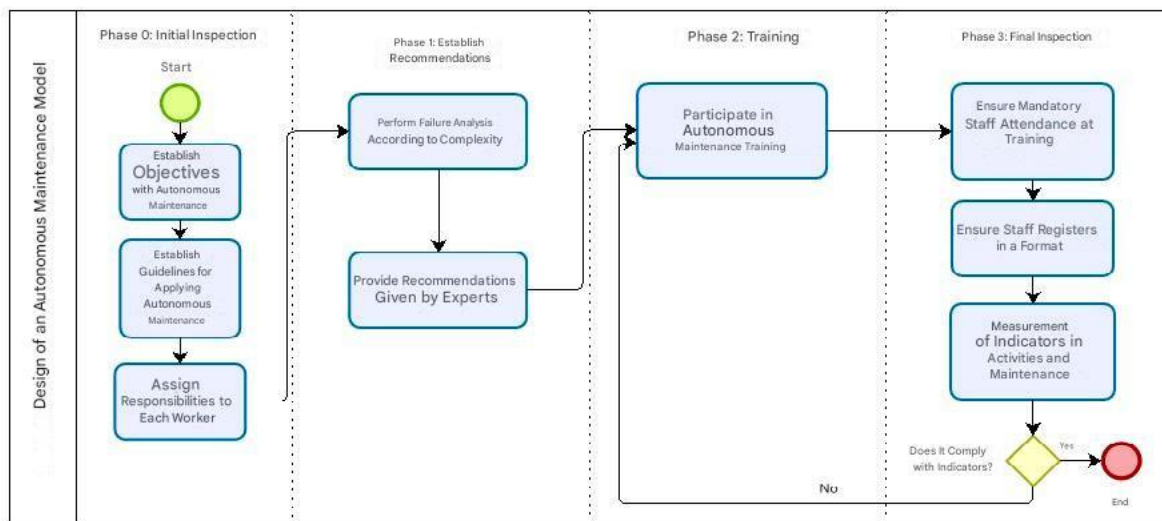 Design of an Autonomous Maintenance Model
Phase 0: Initial Inspection
Start
Establish
Objectives
with Autonomous
Maintenance
Establish
Guidelines for
Applying
Autonomous
Maintenance
Assign
Responsibilities to
Each Worker
Phase 1: Establish
Recommendations
Perform Failure Analysis
According to Complexity
Provide Recommendations
Given by Experts
Phase 2: Training
Participate in
Autonomous
Maintenance Training
Phase 3: Final Inspection
Ensure Mandatory
Staff Attendance at
Training
Ensure Staff Registers
in a Format
Measurement
of Indicators in
Activities and
Maintenance
Does It Comply
with Indicators?
Yes
No
End